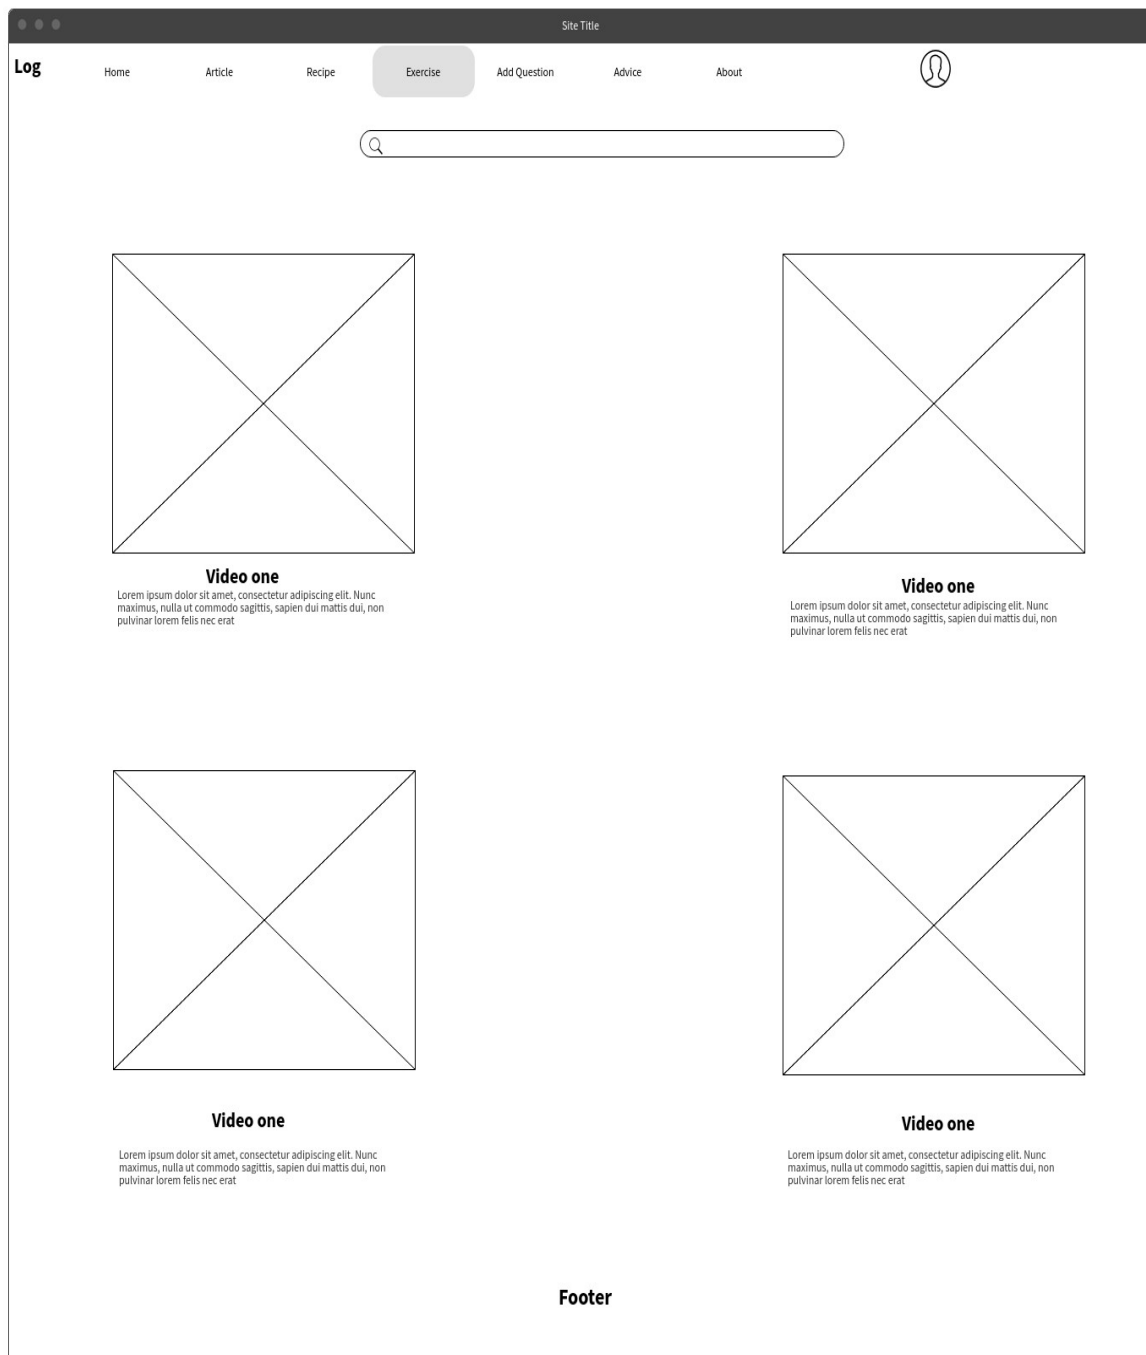 Site Title
Log
Home
Article
Recipe
Exercise
Add Question
Advice
About
Video one
Lorem ipsum dolor sit amet, consectetur adipiscing elit. Nunc
maximus, nulla ut commodo sagittis, sapien dui mattis dui, non
pulvinar lorem felis nec erat
Video one
Lorem ipsum dolor sit amet, consectetur adipiscing elit. Nunc
maximus, nulla ut commodo sagittis, sapien dui mattis dui, non
pulvinar lorem felis nec erat
Video one
Lorem ipsum dolor sit amet, consectetur adipiscing elit. Nunc
maximus, nulla ut commodo sagittis, sapien dui mattis dui, non
pulvinar lorem felis nec erat
Video one
Lorem ipsum dolor sit amet, consectetur adipiscing elit. Nunc
maximus, nulla ut commodo sagittis, sapien dui mattis dui, non
pulvinar lorem felis nec erat
Footer